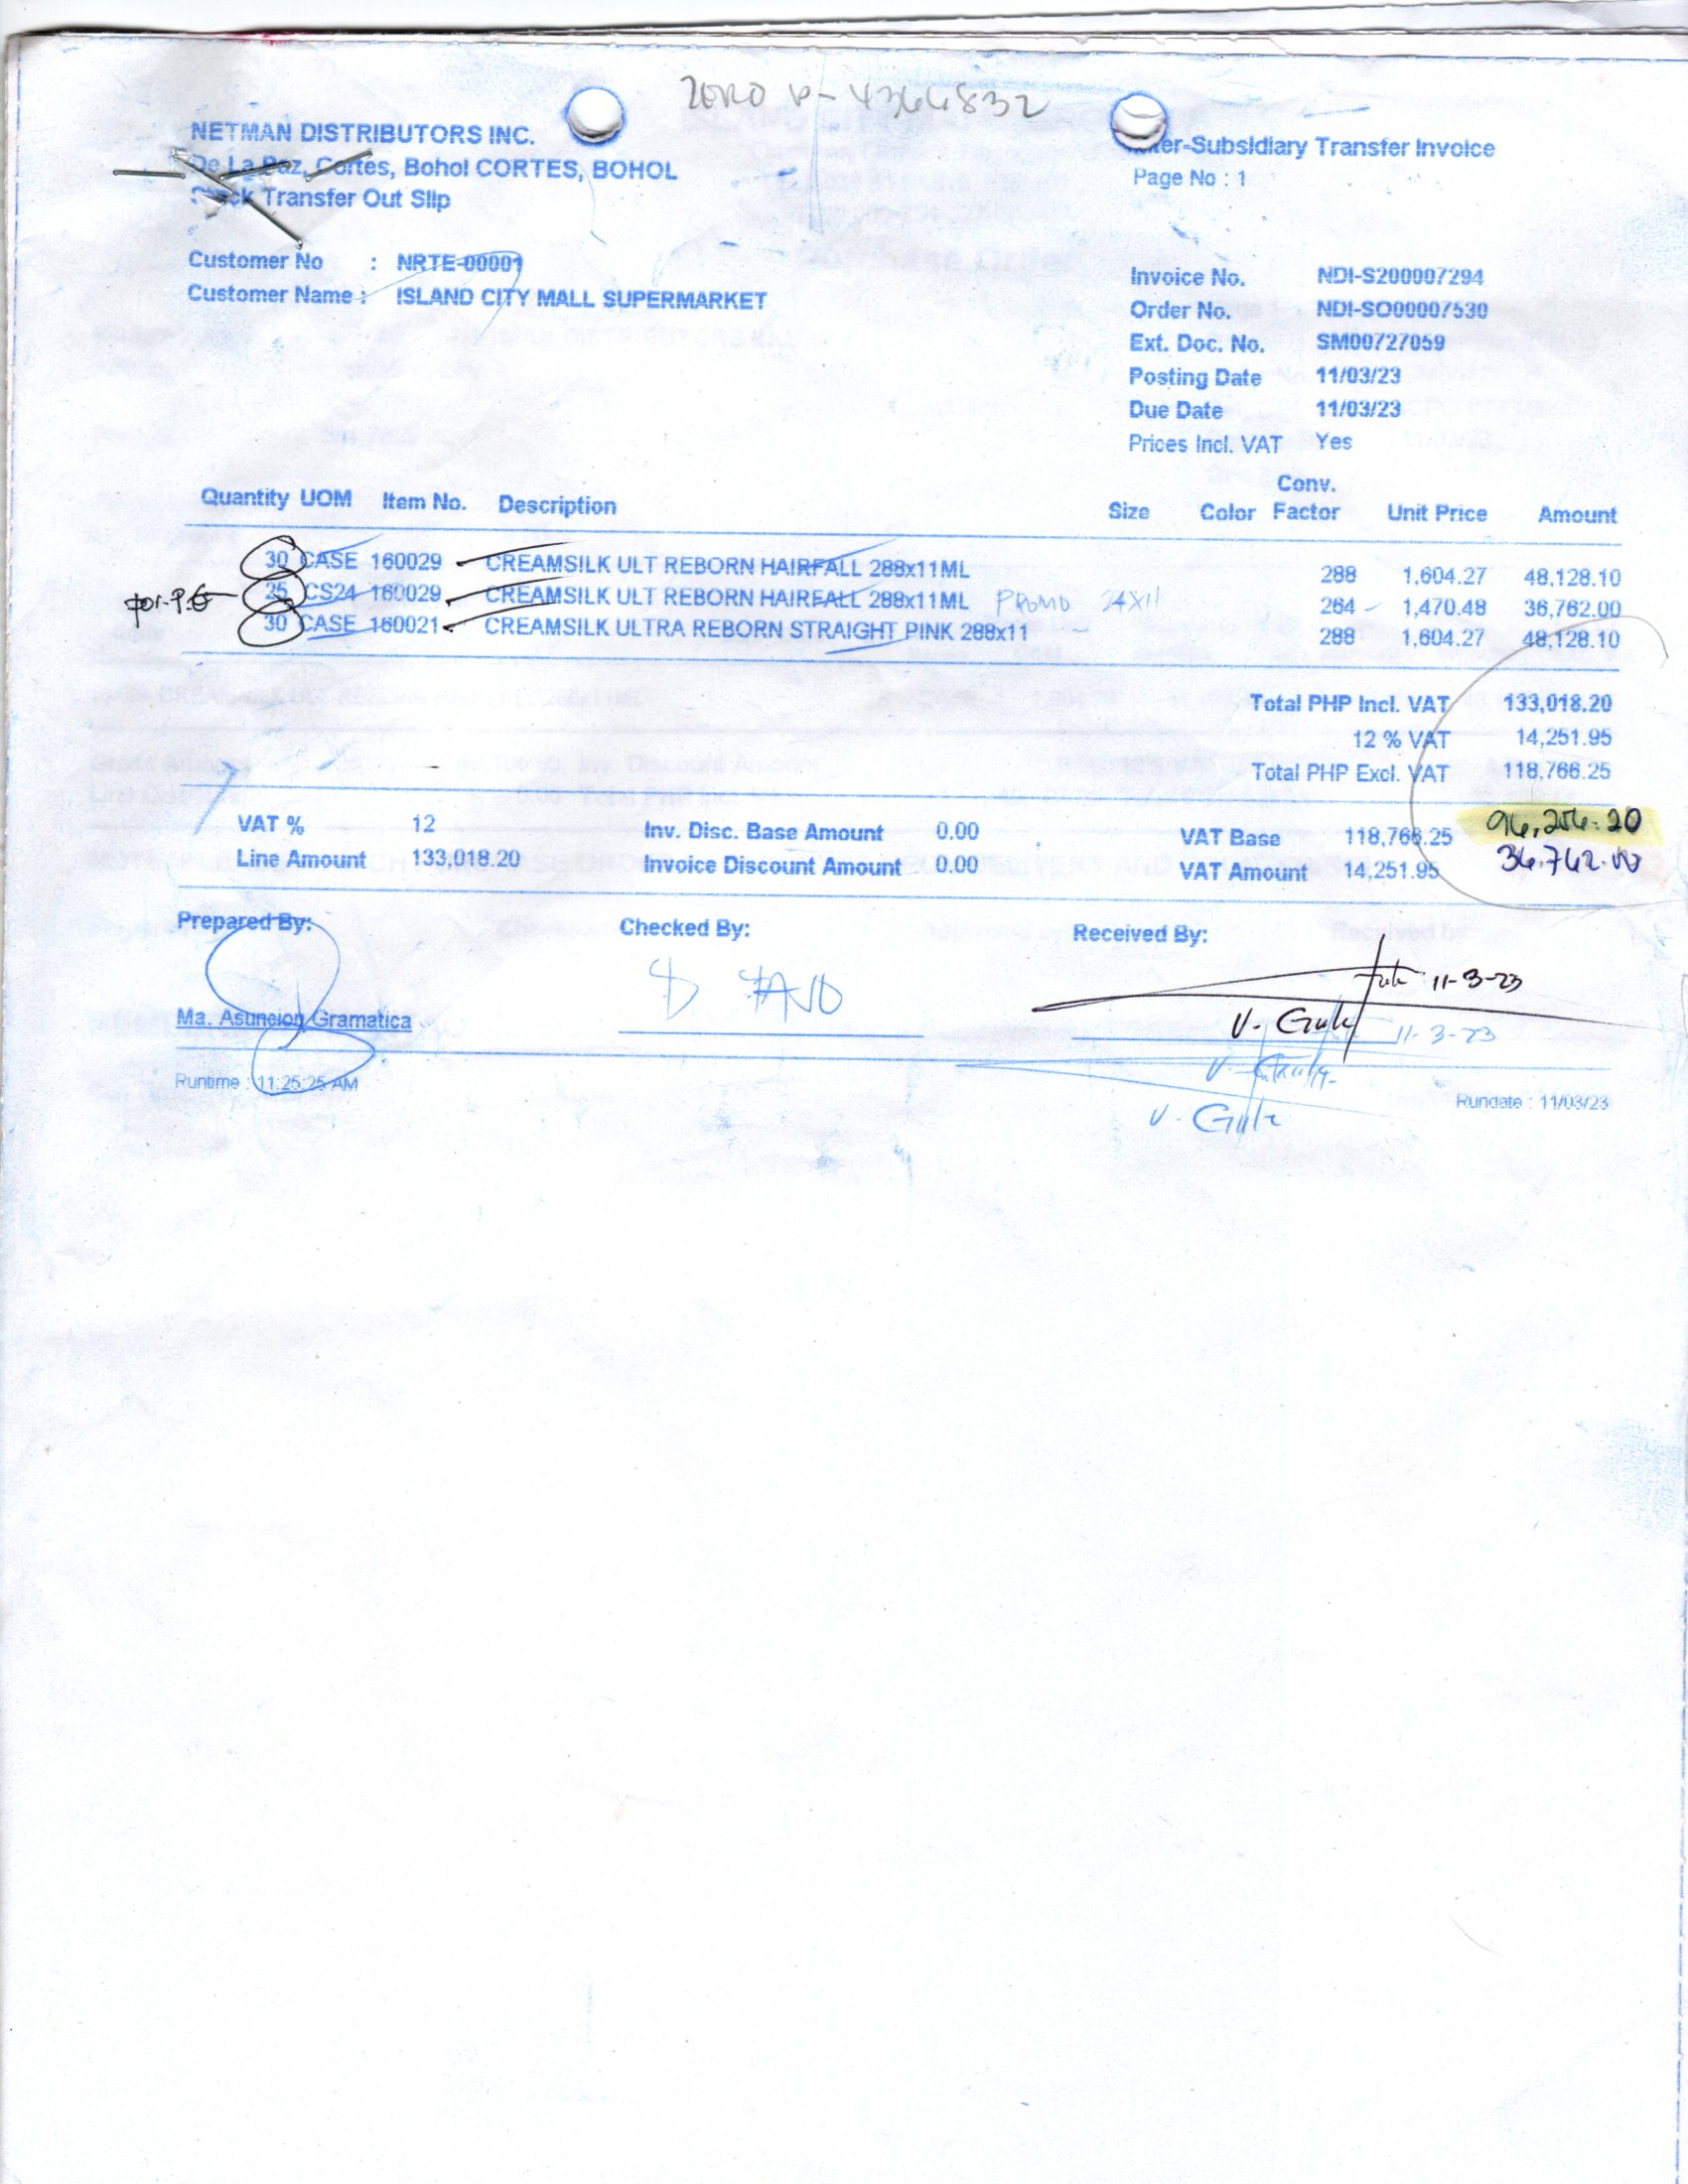 NETMAN DISTRIBUTORS INC.
De La Paz, Cortes, Bohol CORTES, BOHOL
Transfer Out Slip
Inter-Subsidiary Transfer Invoice
Page No : 1
Customer No : NRTE-00001
Customer Name : ISLAND CITY MALL SUPERMARKET
Invoice No. NDI-S200007294
Order No. NDI-SO00007530
Ext. Doc. No. SM00727059
Posting Date 11/03/23
Due Date 11/03/23
Prices Incl. VAT Yes
Quantity UOM Item No. Description Size Color Conv. Factor Unit Price Amount
30 CASE 160029 CREAMSILK ULT REBORN HAIRFALL 288x11ML 288 1,604.27 48,128.10
25 CS24 160029 CREAMSILK ULT REBORN HAIRFALL 288x11ML PROMO 24X11 264 1,470.48 36,762.00
30 CASE 160021 CREAMSILK ULTRA REBORN STRAIGHT PINK 288x11 288 1,604.27 48,128.10
Total PHP Incl. VAT 133,018.20
12 % VAT 14,251.95
Total PHP Excl. VAT 118,766.25
VAT % 12 Inv. Disc. Base Amount 0.00 VAT Base 118,766.25
Line Amount 133,018.20 Invoice Discount Amount 0.00 VAT Amount 14,251.95
96,256.20
36,762.00
Prepared By: Checked By: Received By:
11-3-23
Ma. Asuncion Gramatica
11-3-23
Runtime : 11:25:25 AM
Rundate : 11/03/23